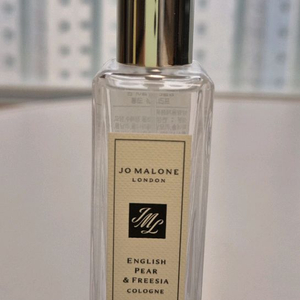 JO MALONE
LONDON
JML
ENGLISH
PEAR
& FREESIA
COLOGNE